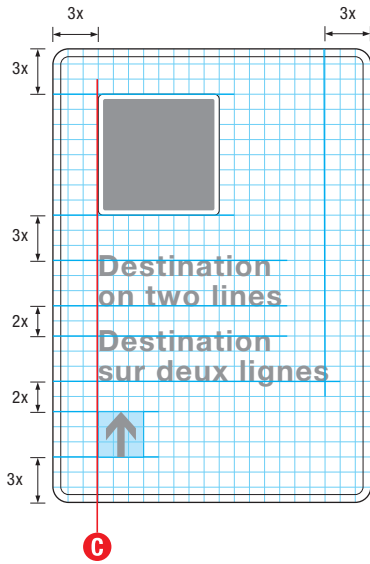 3x
3x
3x
3x
Destination
on two lines
2x
Destination
sur deux lignes
2x
3x
C